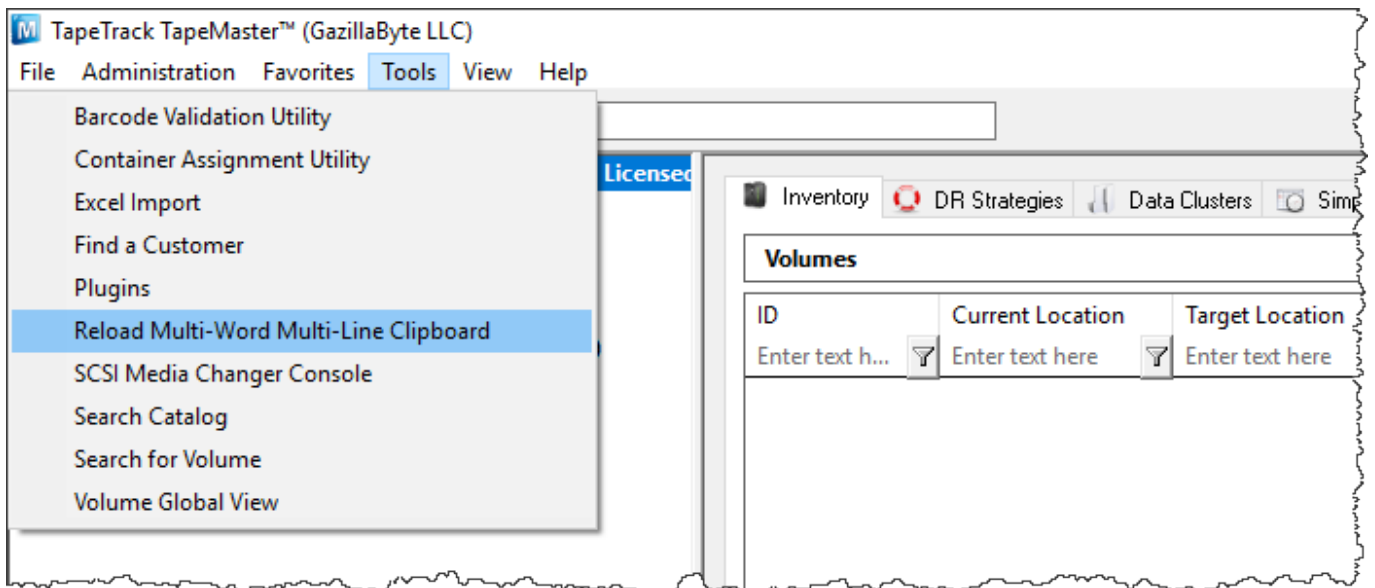 TapeTrack TapeMaster™ (GazillaByte LLC)
File Administration Favorites Tools View Help
Barcode Validation Utility
Container Assignment Utility
Excel Import
Find a Customer
Plugins
Reload Multi-Word Multi-Line Clipboard
SCSI Media Changer Console
Search Catalog
Search for Volume
Volume Global View
Licensed
Inventory DR Strategies Data Clusters
Volumes
ID Current Location Target Location
Enter text h... Enter text here Enter text here